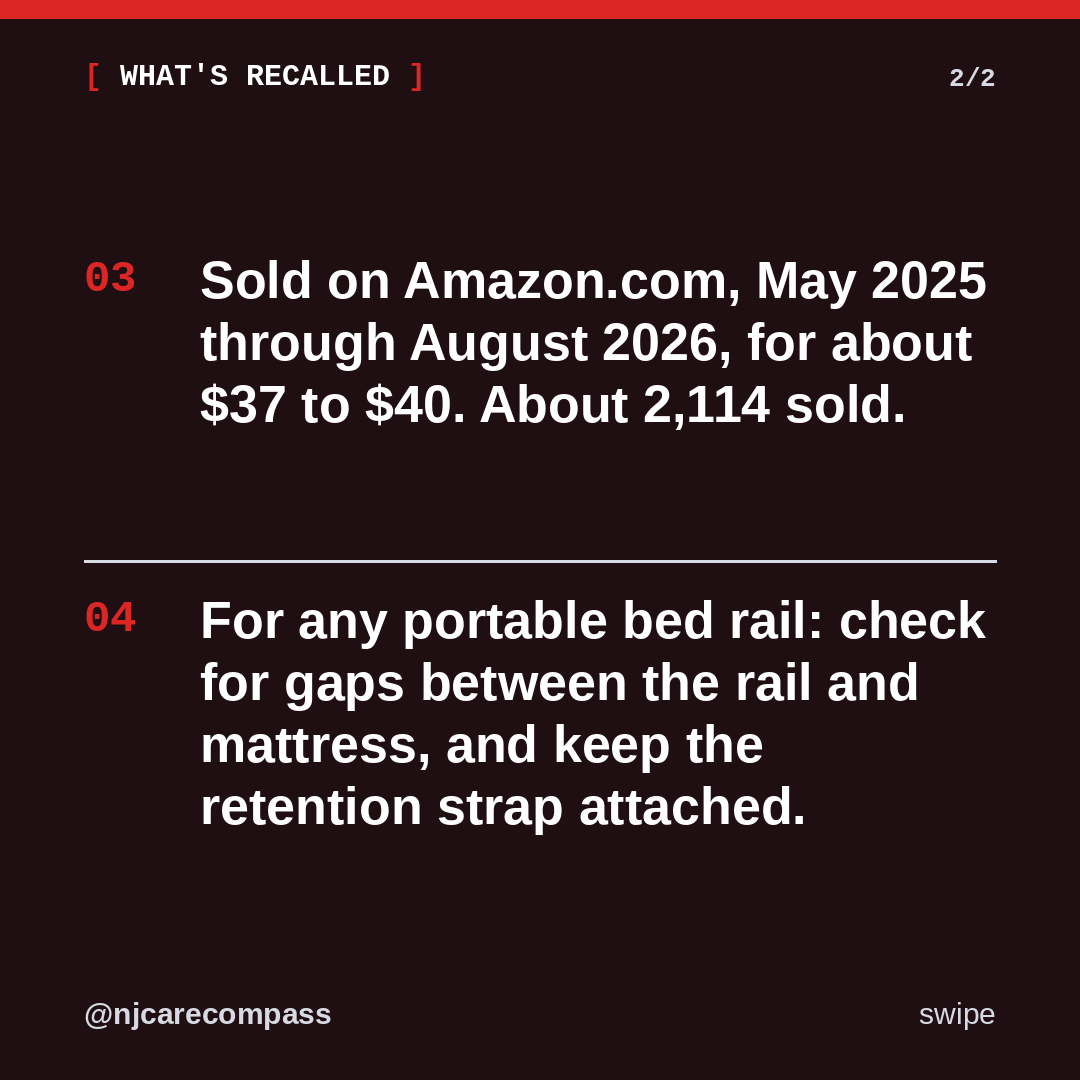 [ WHAT'S RECALLED ]
2/2
03
Sold on Amazon.com, May 2025
through August 2026, for about
$37 to $40. About 2,114 sold.
04
For any portable bed rail: check
for gaps between the rail and
mattress, and keep the
retention strap attached.
@njcarecompass
swipe